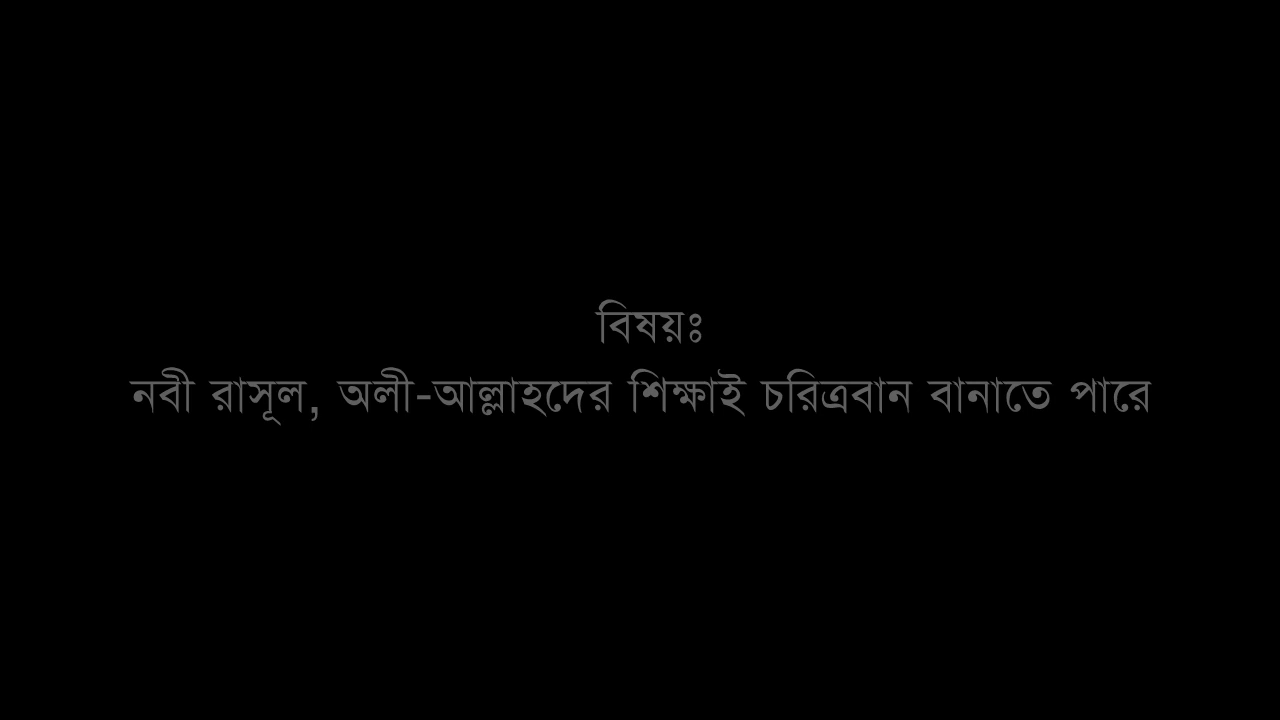 বিষয়ঃ
নবী রাসূল, অলী-আল্লাহদের শিক্ষাই চরিত্রবান বানাতে পারে